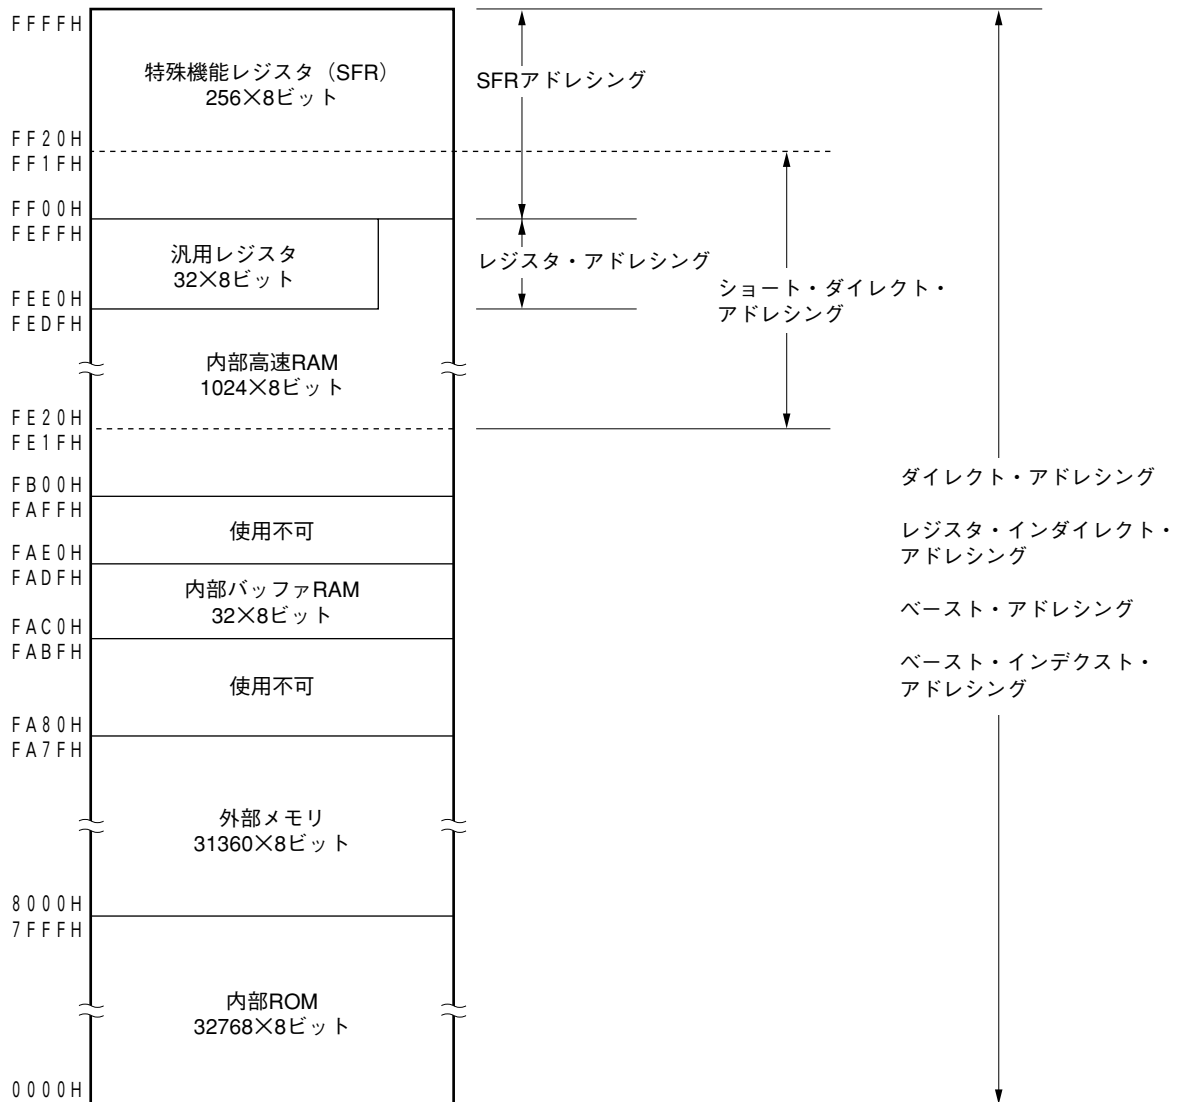 FFFFH
特殊機能レジスタ（SFR）
256×8ビット
SFRアドレシング
FF20H
FF1FH
FF00H
FEFFH
汎用レジスタ
32×8ビット
レジスタ・アドレシング
ショート・ダイレクト・
アドレシング
FEE0H
FEDFH
内部高速RAM
1024×8ビット
FE20H
FE1FH
FB00H
FAFFH
使用不可
FAE0H
FADFH
内部バッファRAM
32×8ビット
FAC0H
FABFH
使用不可
FA80H
FA7FH
ダイレクト・アドレシング
レジスタ・インダイレクト・
アドレシング
ベースト・アドレシング
ベースト・インデクスト・
アドレシング
外部メモリ
31360×8ビット
8000H
7FFFH
内部ROM
32768×8ビット
0000H